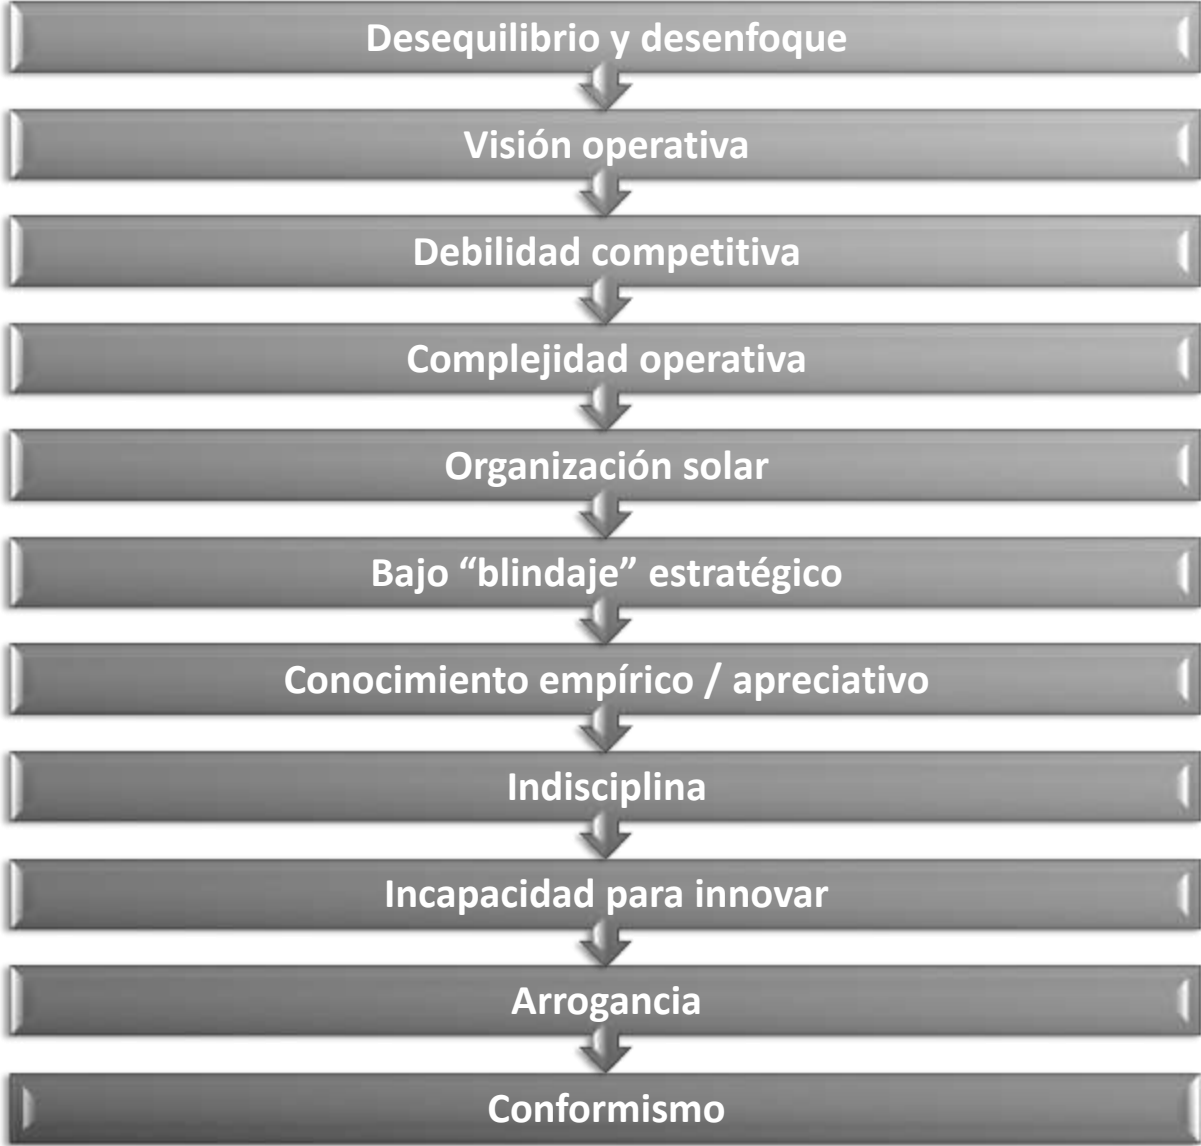 Desequilibrio y desenfoque
Visión operativa
Debilidad competitiva
Complejidad operativa
Organización solar
Bajo “blindaje” estratégico
Conocimiento empírico / apreciativo
Indisciplina
Incapacidad para innovar
Arrogancia
Conformismo